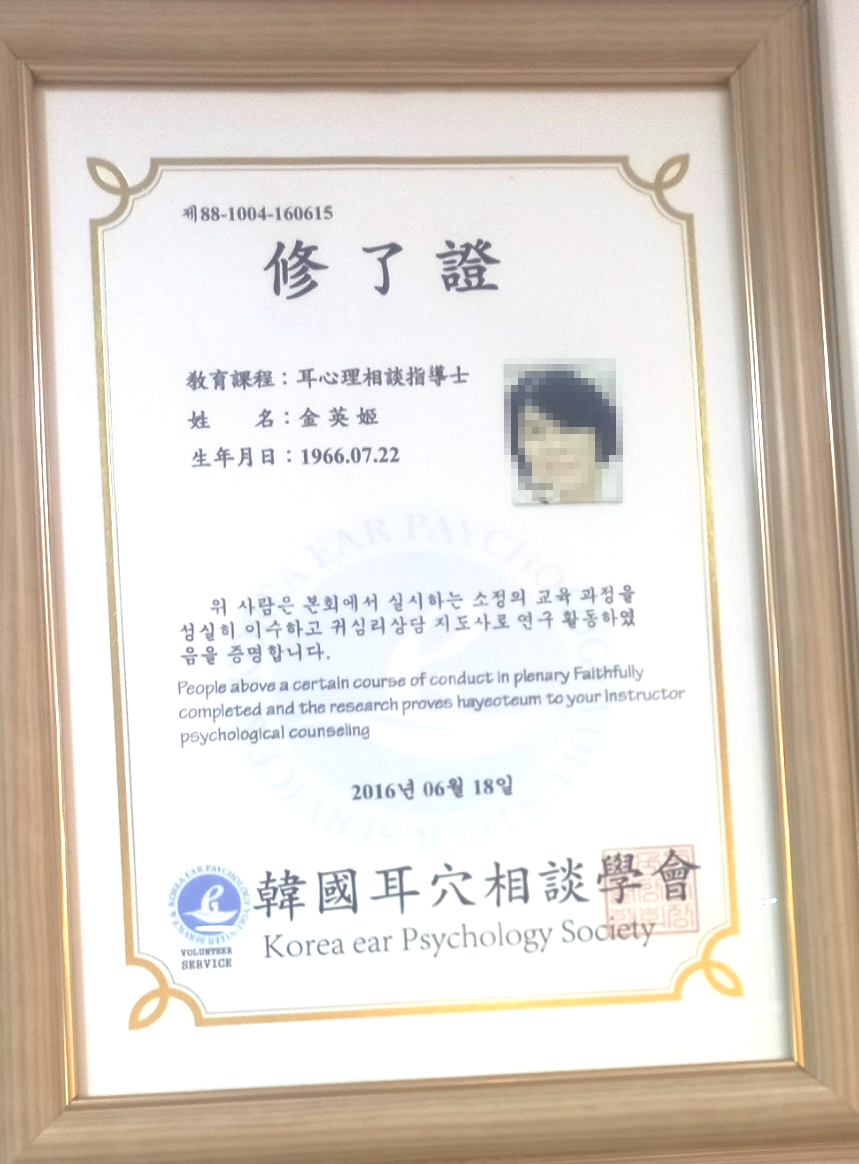 제88-1004-160615
修了證
敎育課程 : 耳心理相談指導士
姓 名 : 金英姬
生年月日 : 1966.07.22
위 사람은 본회에서 실시하는 소정의 교육 과정을
성실히 이수하고 귀심리상담 지도사로 연구 활동하였
음을 증명합니다.
People above a certain course of conduct in plenary Faithfully
completed and the research proves hayeoteum to your Instructor
psychological counseling
2016년 06월 18일
韓國耳穴相談學會
Korea ear Psychology Society
KOREA EAR PAYCHOLOGY VOLUNTEER SERVICE &
VOLUNTEER
SERVICE